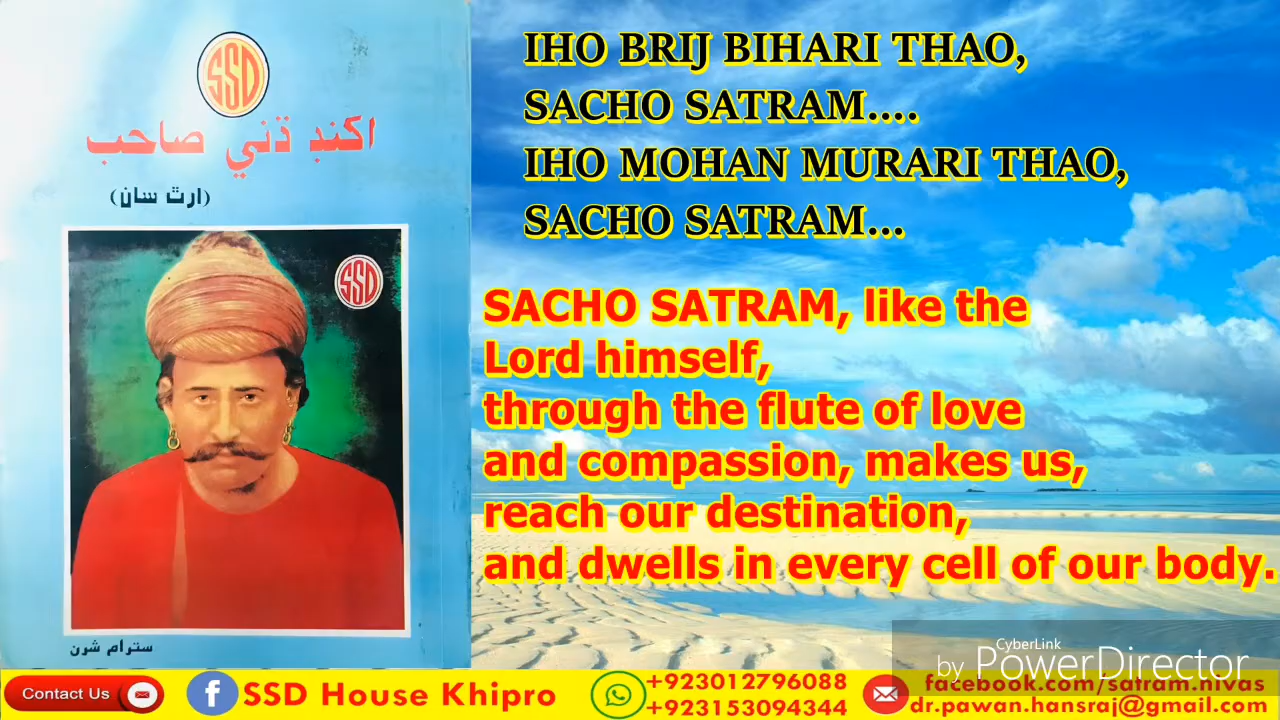 SSD
اکنڊ ڌڻي صاحب
(ارٿ سان)
SSD
سترام شرن
IHO BRIJ BIHARI THAO,
SACHO SATRAM....
IHO MOHAN MURARI THAO,
SACHO SATRAM...
SACHO SATRAM, like the
Lord himself,
through the flute of love
and compassion, makes us,
reach our destination,
and dwells in every cell of our body.
CyberLink
by PowerDirector
Contact Us
f SSD House Khipro
+923012796088
+923153094344
facebook.com/satram.nivas
dr.pawan.hansraj@gmail.com